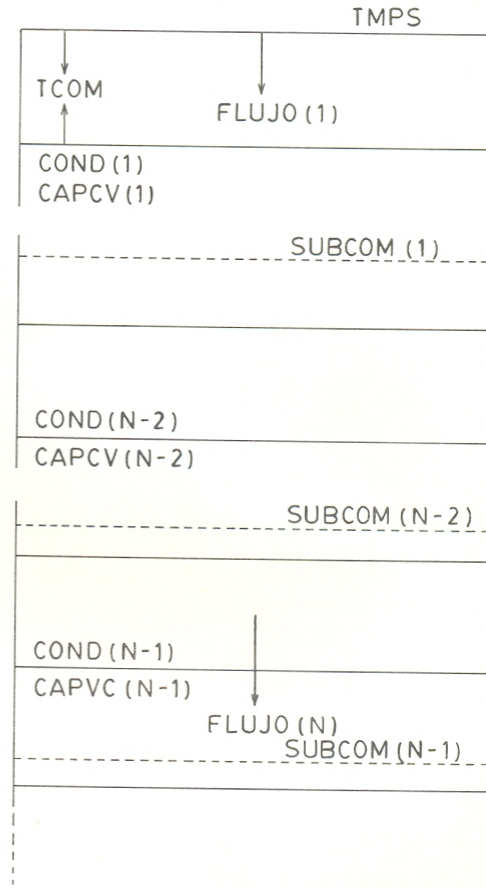 TMPS
TCOM
FLUJO (1)
COND (1)
CAPCV (1)
SUBCOM (1)
COND (N-2)
CAPCV (N-2)
SUBCOM (N-2)
COND (N-1)
CAPVC (N-1)
FLUJO (N)
SUBCOM (N-1)